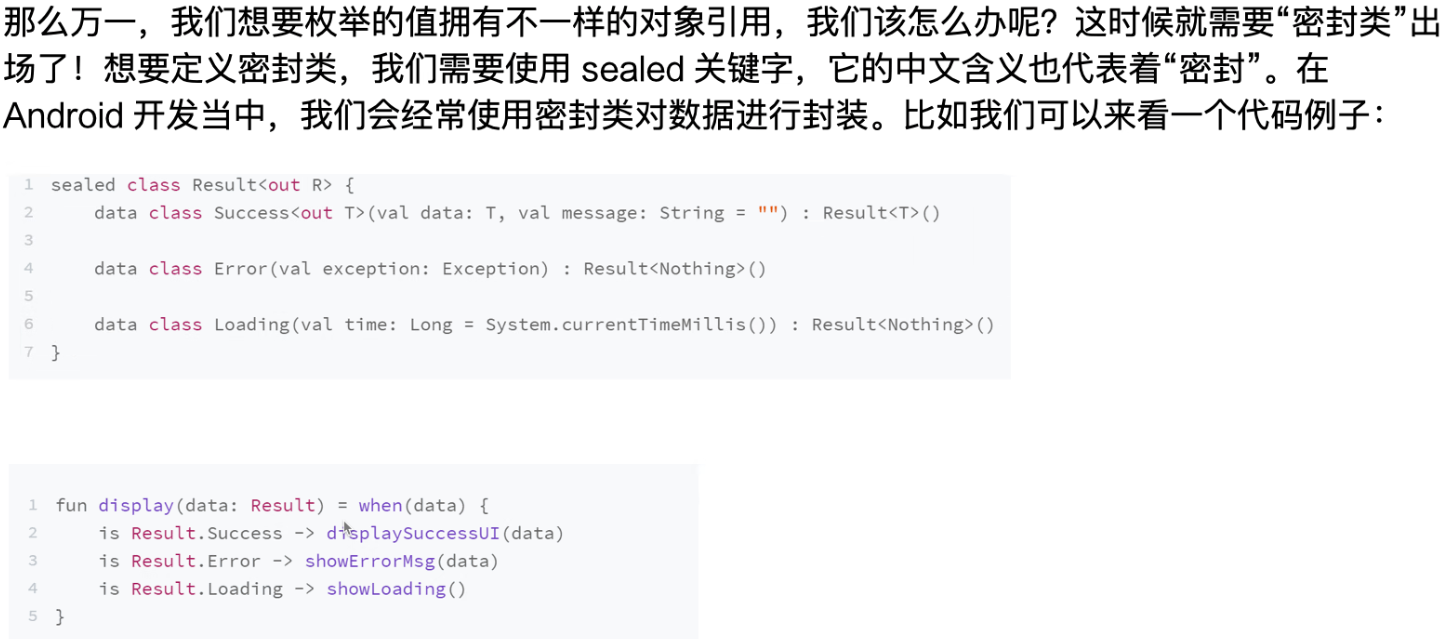 那么万一，我们想要枚举的值拥有不一样的对象引用，我们该怎么办呢？这时候就需要“密封类”出
场了！想要定义密封类，我们需要使用 sealed 关键字，它的中文含义也代表着“密封”。在
Android 开发当中，我们会经常使用密封类对数据进行封装。比如我们可以来看一个代码例子：
1 sealed class Result<out R> {
2     data class Success<out T>(val data: T, val message: String = "") : Result<T>()
3
4     data class Error(val exception: Exception) : Result<Nothing>()
5
6     data class Loading(val time: Long = System.currentTimeMillis()) : Result<Nothing>()
7 }
1 fun display(data: Result) = when(data) {
2     is Result.Success -> displaySuccessUI(data)
3     is Result.Error -> showErrorMsg(data)
4     is Result.Loading -> showLoading()
5 }